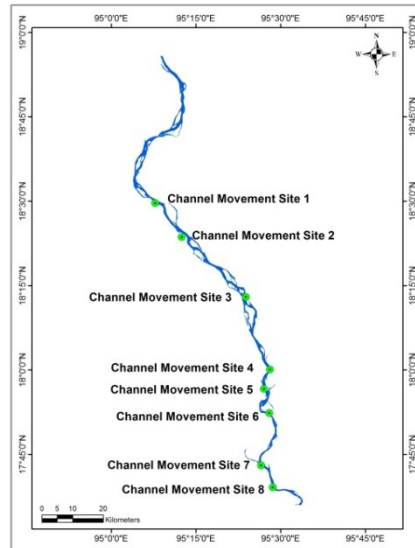 95°0'0"E 95°15'0"E 95°30'0"E 95°45'0"E
19°0'0"N 19°0'0"N
N
W E
S
18°45'0"N 18°45'0"N
18°30'0"N 18°30'0"N
Channel Movement Site 1
Channel Movement Site 2
18°15'0"N 18°15'0"N
Channel Movement Site 3
18°0'0"N 18°0'0"N
Channel Movement Site 4
Channel Movement Site 5
Channel Movement Site 6
17°45'0"N 17°45'0"N
Channel Movement Site 7
Channel Movement Site 8
0 5 10 20
Kilometers
95°0'0"E 95°15'0"E 95°30'0"E 95°45'0"E